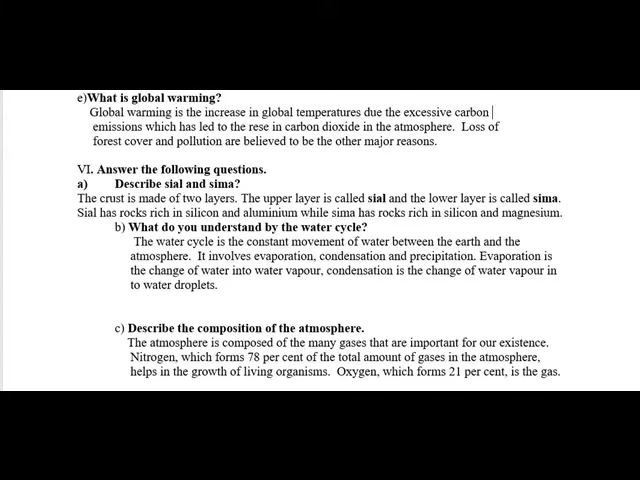 e)What is global warming?
Global warming is the increase in global temperatures due the excessive carbon
emissions which has led to the rese in carbon dioxide in the atmosphere. Loss of
forest cover and pollution are believed to be the other major reasons.
VI. Answer the following questions.
a) Describe sial and sima?
The crust is made of two layers. The upper layer is called sial and the lower layer is called sima.
Sial has rocks rich in silicon and aluminium while sima has rocks rich in silicon and magnesium.
b) What do you understand by the water cycle?
The water cycle is the constant movement of water between the earth and the
atmosphere. It involves evaporation, condensation and precipitation. Evaporation is
the change of water into water vapour, condensation is the change of water vapour in
to water droplets.
c) Describe the composition of the atmosphere.
The atmosphere is composed of the many gases that are important for our existence.
Nitrogen, which forms 78 per cent of the total amount of gases in the atmosphere,
helps in the growth of living organisms. Oxygen, which forms 21 per cent, is the gas.